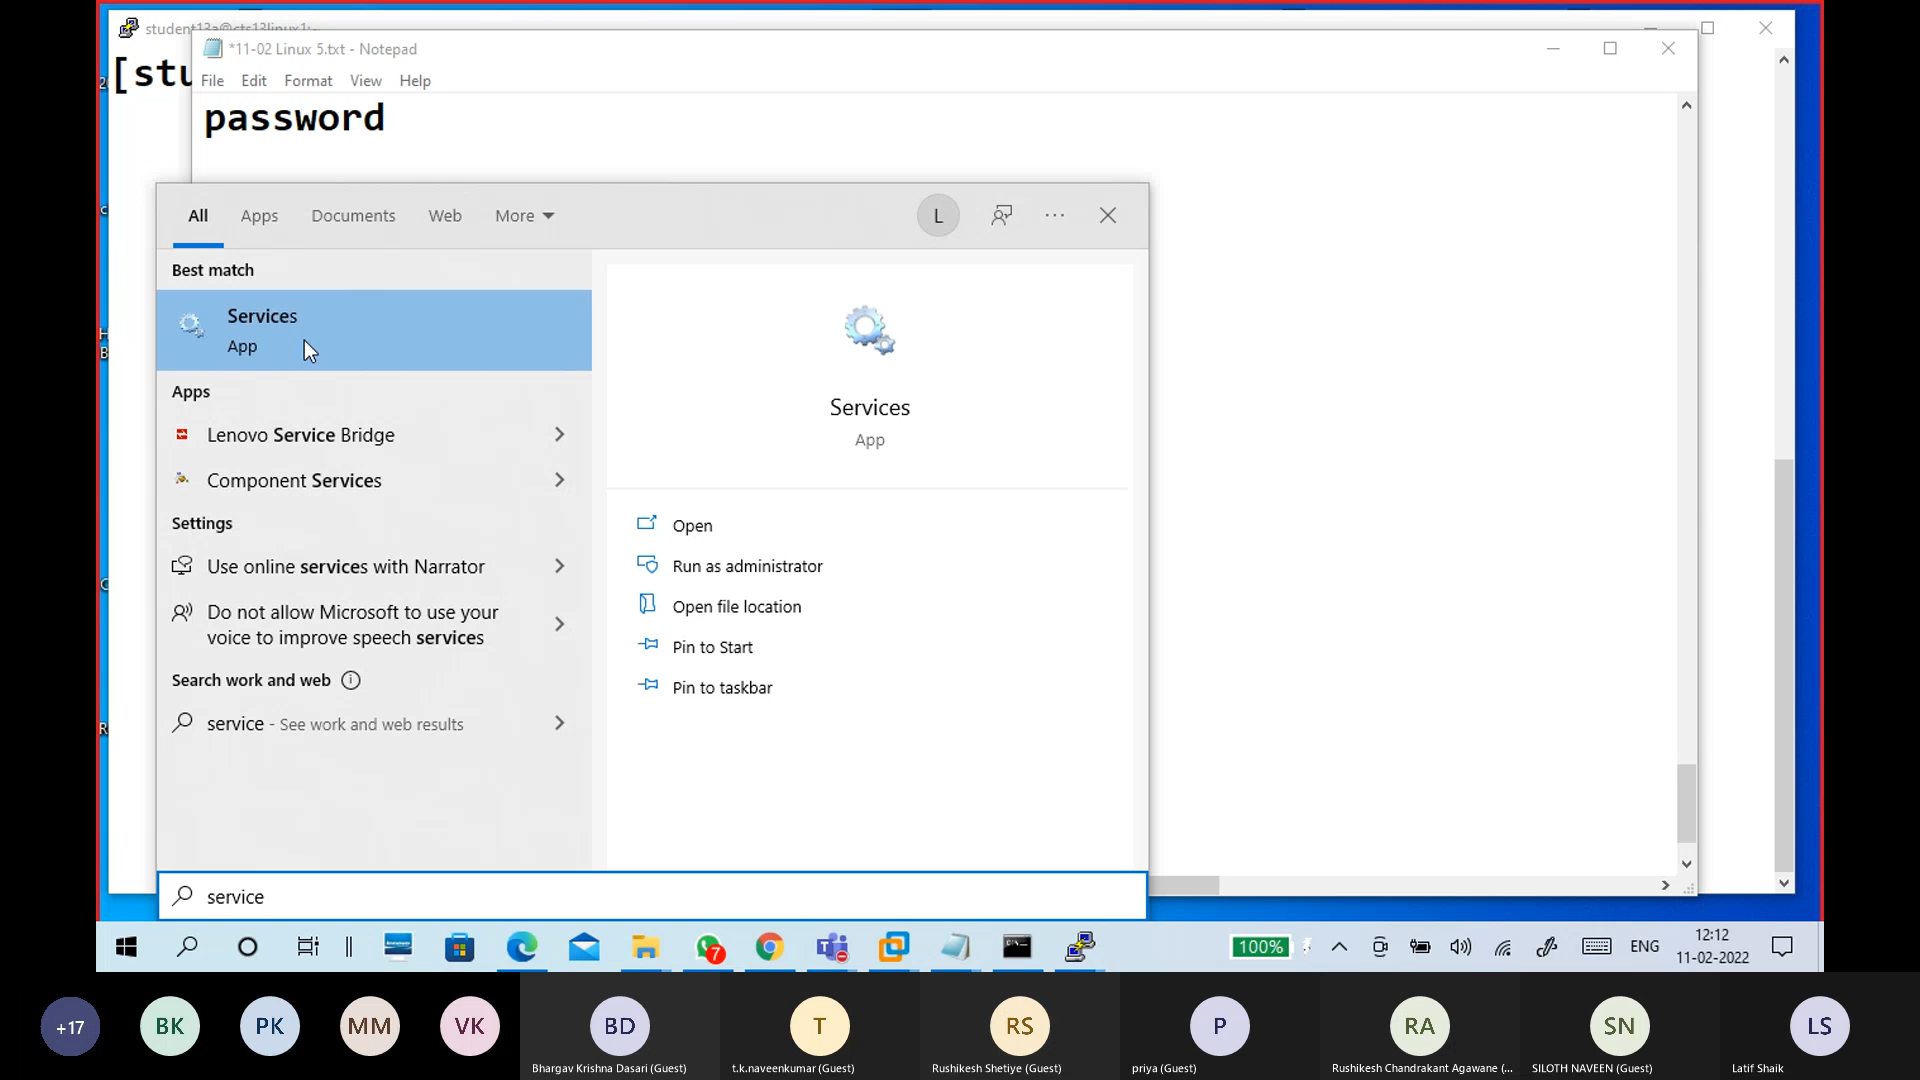 student13a@cts13linux1:~
*11-02 Linux 5.txt - Notepad
File Edit Format View Help
[stu
password
All Apps Documents Web More
L
Best match
Services
App
Apps
Lenovo Service Bridge
Component Services
Settings
Use online services with Narrator
Do not allow Microsoft to use your
voice to improve speech services
Search work and web
service - See work and web results
Services
App
Open
Run as administrator
Open file location
Pin to Start
Pin to taskbar
service
7
100%
ENG
12:12
11-02-2022
+17
BK
PK
MM
VK
BD
T
RS
P
RA
SN
LS
Bhargav Krishna Dasari (Guest)
t.k.naveenkumar (Guest)
Rushikesh Shetiye (Guest)
priya (Guest)
Rushikesh Chandrakant Agawane (...
SILOTH NAVEEN (Guest)
Latif Shaik